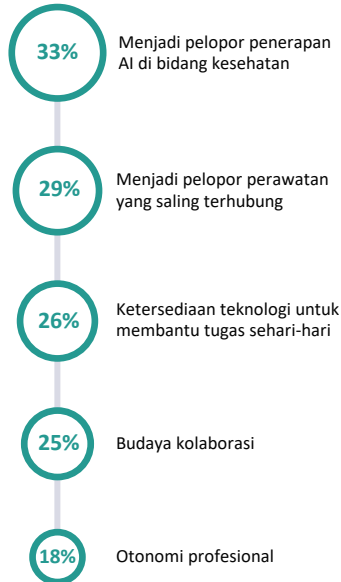 33%
Menjadi pelopor penerapan
AI di bidang kesehatan
29%
Menjadi pelopor perawatan
yang saling terhubung
26%
Ketersediaan teknologi untuk
membantu tugas sehari-hari
25%
Budaya kolaborasi
18%
Otonomi profesional